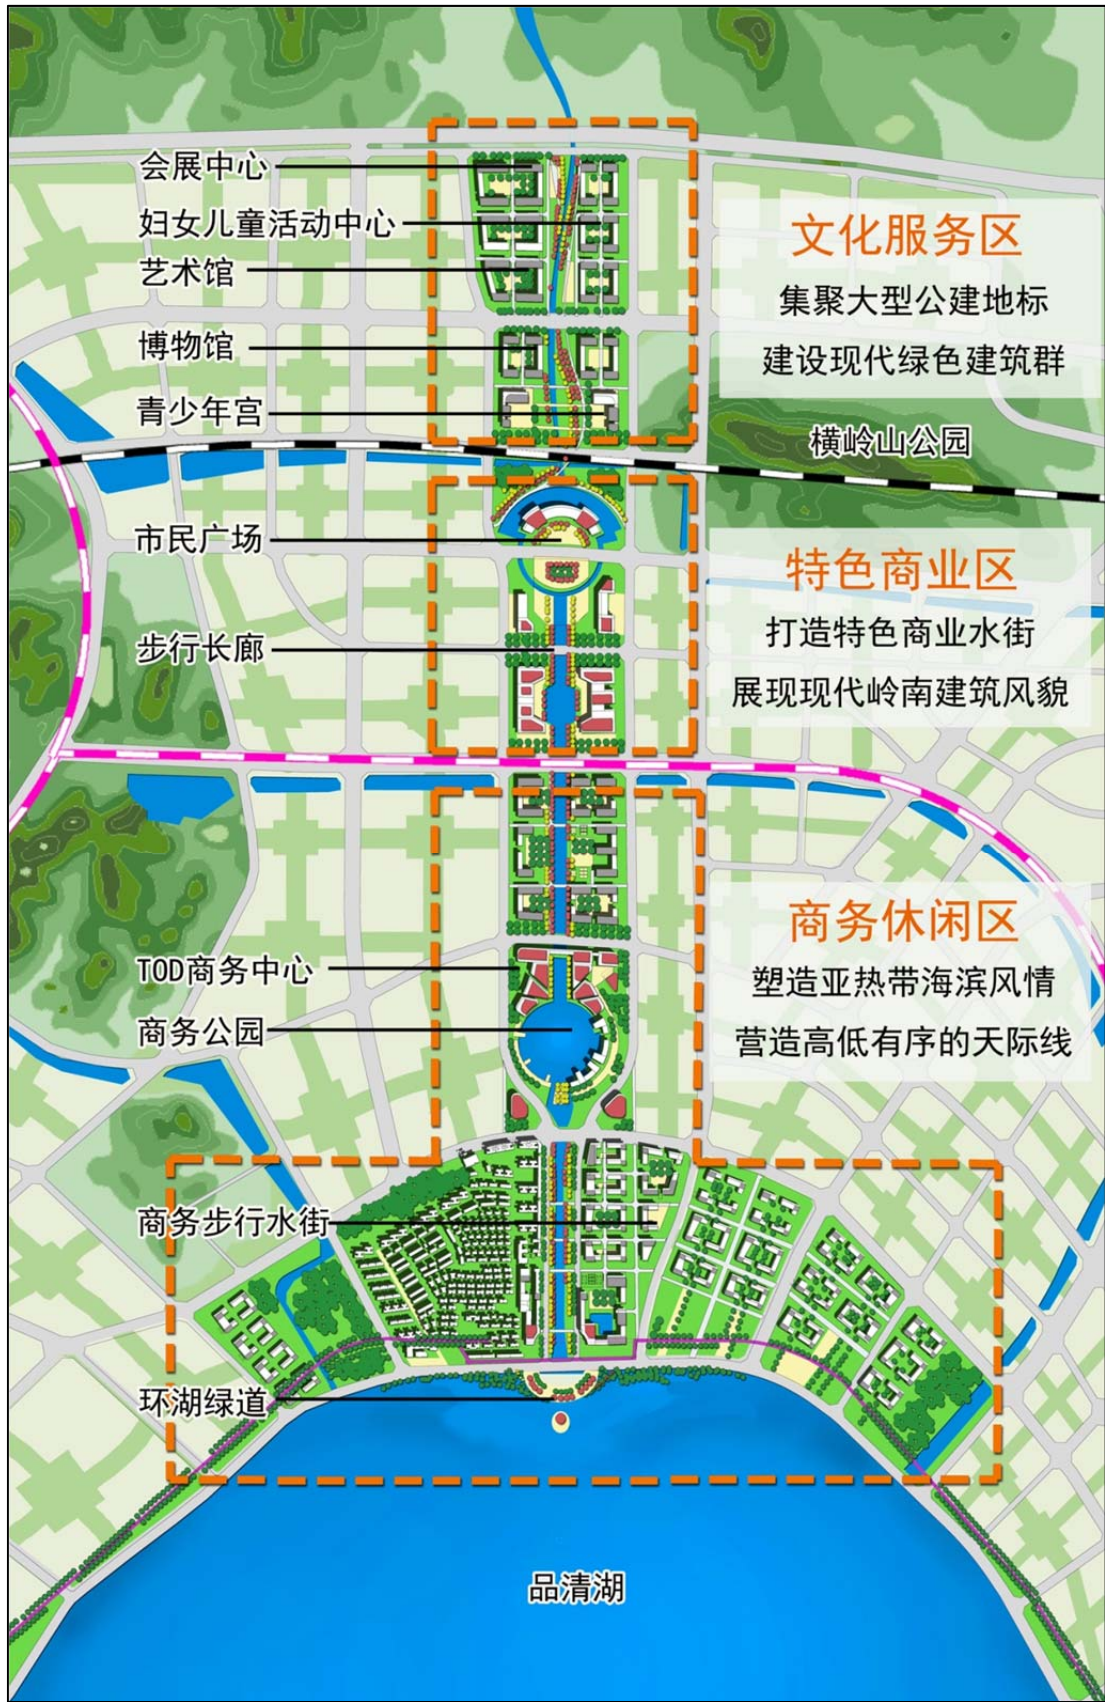 会展中心
妇女儿童活动中心
艺术馆
博物馆
青少年宫
文化服务区
集聚大型公建地标
建设现代绿色建筑群
横岭山公园
市民广场
步行长廊
特色商业区
打造特色商业水街
展现现代岭南建筑风貌
TOD商务中心
商务公园
商务休闲区
塑造亚热带海滨风情
营造高低有序的天际线
商务步行水街
环湖绿道
品清湖